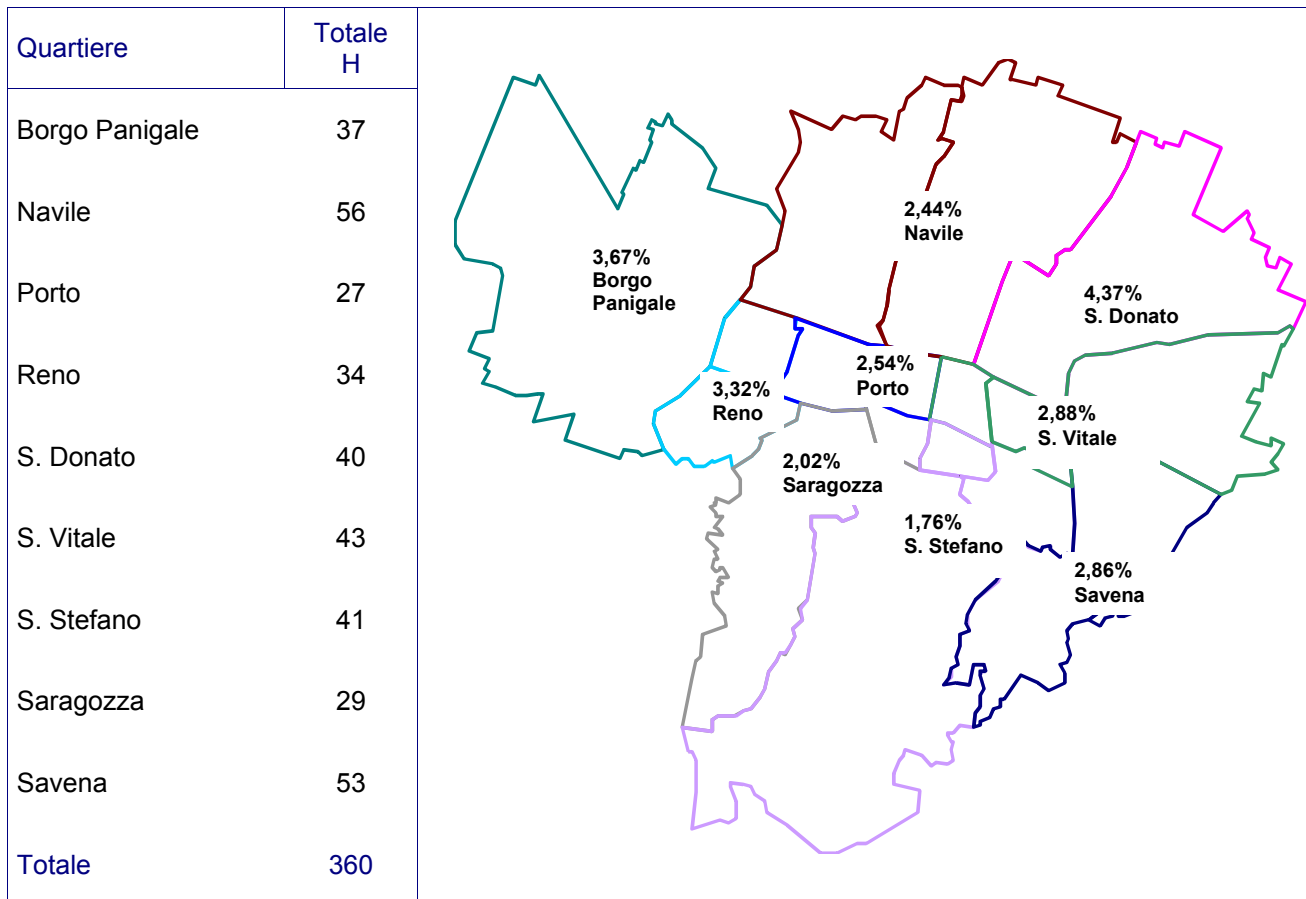 Quartiere
Totale
H
Borgo Panigale 37
Navile 56
Porto 27
Reno 34
S. Donato 40
S. Vitale 43
S. Stefano 41
Saragozza 29
Savena 53
Totale 360
2,44%
Navile
3,67%
Borgo
Panigale
4,37%
S. Donato
2,54%
Porto
3,32%
Reno
2,88%
S. Vitale
2,02%
Saragozza
1,76%
S. Stefano
2,86%
Savena